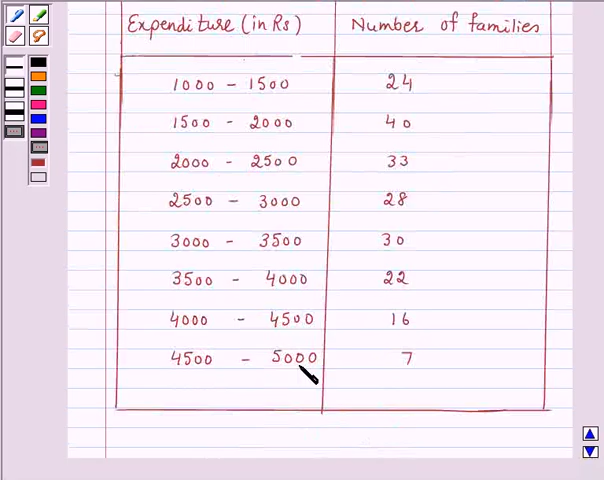 Expenditure (in Rs) Number of families
1000 - 1500 24
1500 - 2000 40
2000 - 2500 33
2500 - 3000 28
3000 - 3500 30
3500 - 4000 22
4000 - 4500 16
4500 - 5000 7